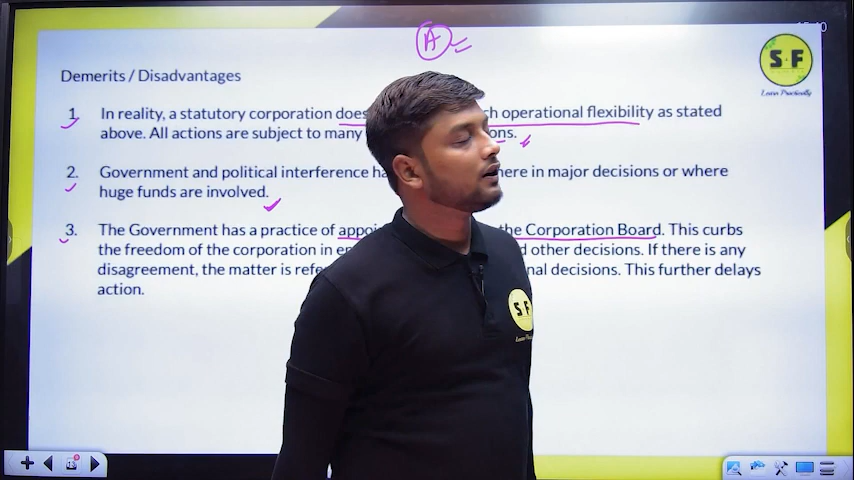 A
S F
Learn Practically
Demerits / Disadvantages
1. In reality, a statutory corporation does ch operational flexibility as stated
above. All actions are subject to many ons.
2. Government and political interference ha here in major decisions or where
huge funds are involved.
3. The Government has a practice of appoi the Corporation Board. This curbs
the freedom of the corporation in en d other decisions. If there is any
disagreement, the matter is refe nal decisions. This further delays
action.
S F